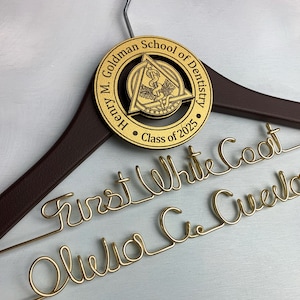 Henry M. Goldman School of Dentistry
• Class of 2025 •
First White Coat
Olivia C.